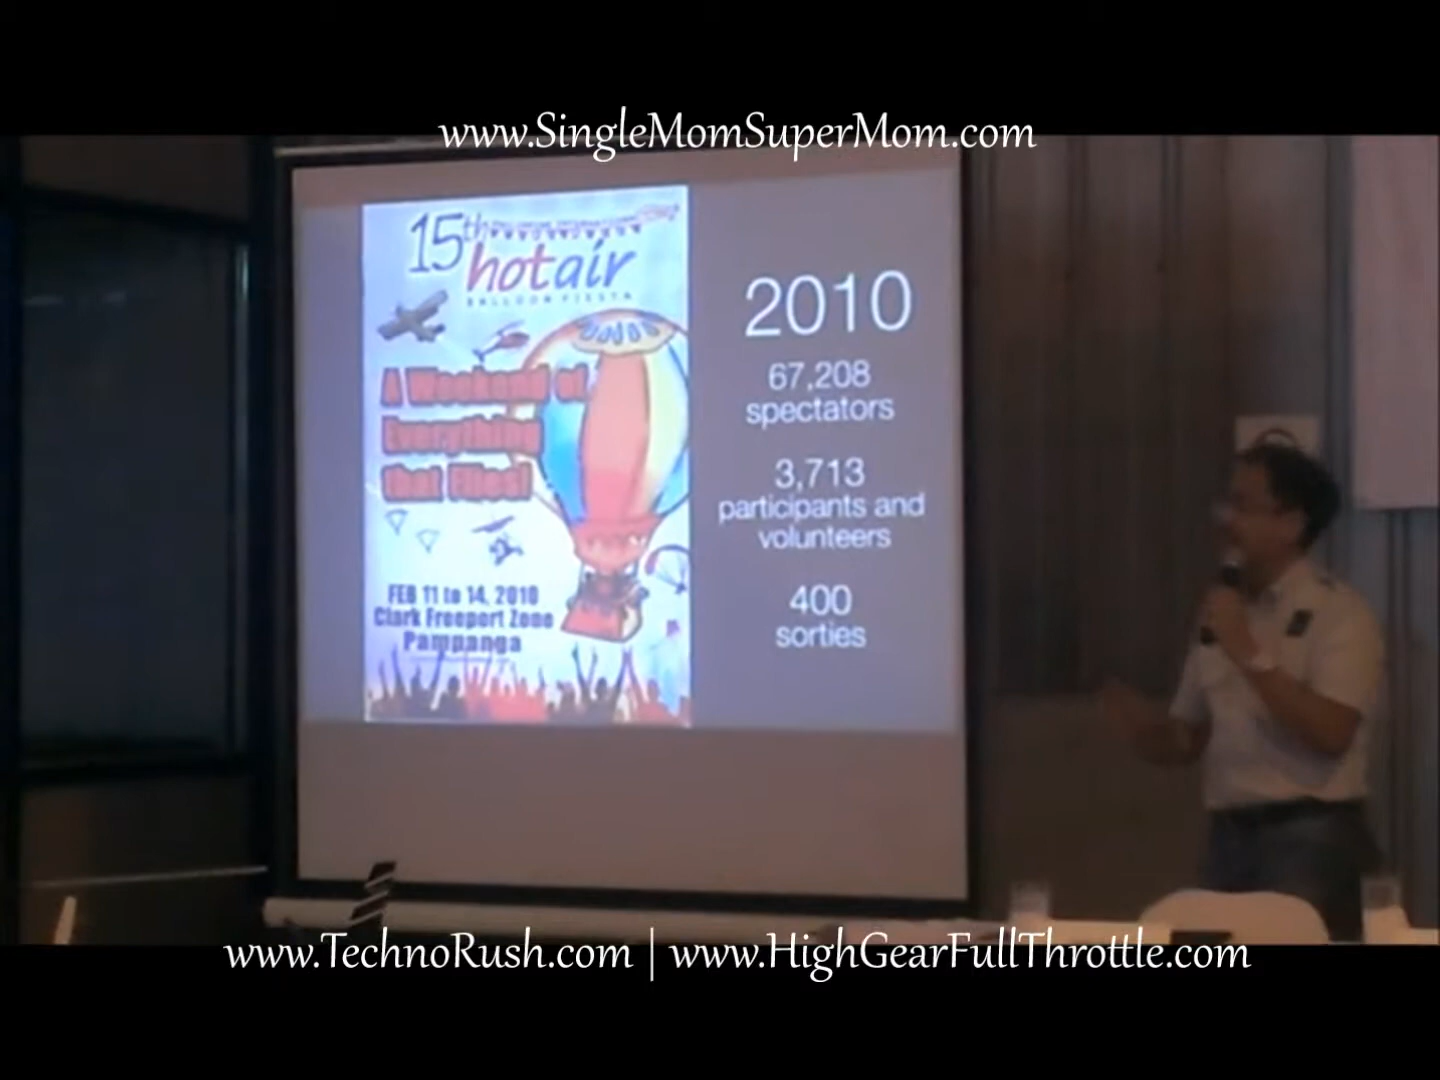 www.SingleMomSuperMom.com
15th
hotair
BALLOON FIESTA
A Weekend of
Everything
that Flies!
FEB 11 to 14, 2010
Clark Freeport Zone
Pampanga
2010
67,208
spectators
3,713
participants and
volunteers
400
sorties
www.TechnoRush.com | www.HighGearFullThrottle.com